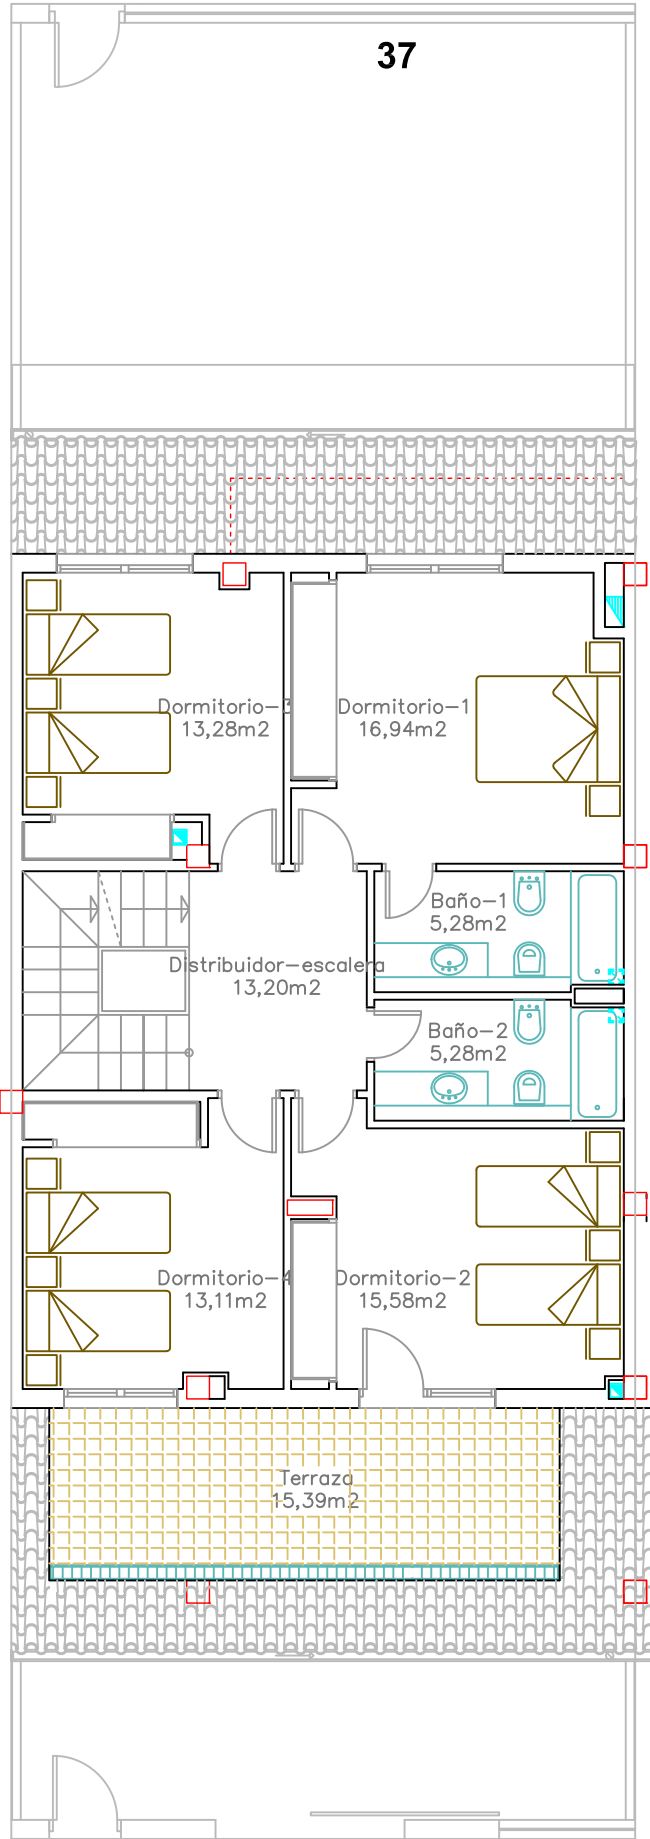 37
Dormitorio-3
13,28m2
Dormitorio-1
16,94m2
Baño-1
5,28m2
Distribuidor-escalera
13,20m2
Baño-2
5,28m2
Dormitorio-4
13,11m2
Dormitorio-2
15,58m2
Terraza
15,39m2